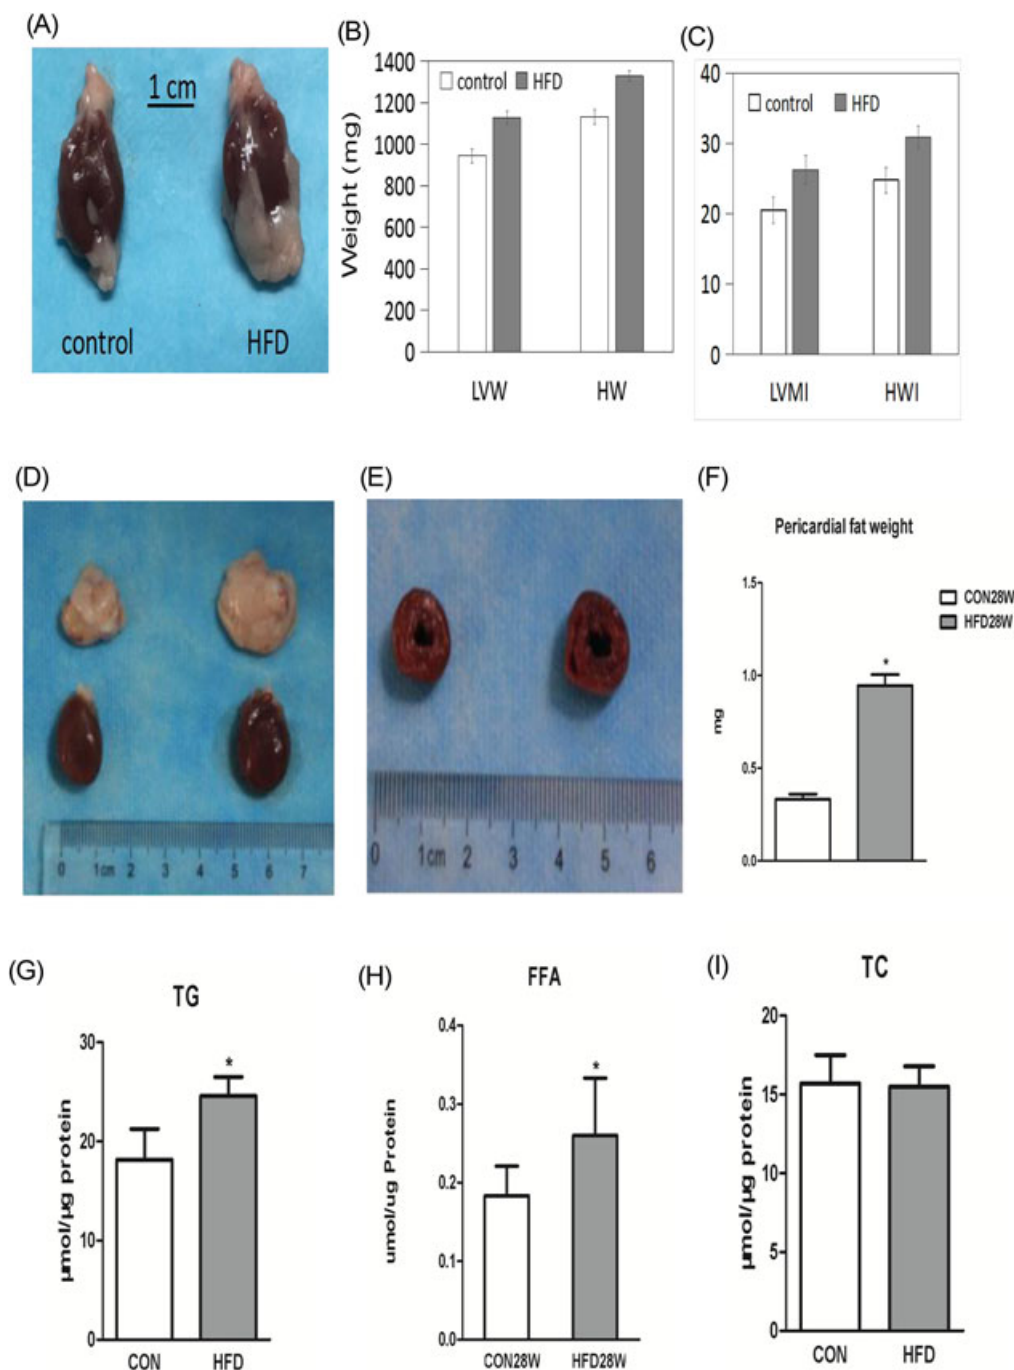 (A)
1 cm
control
HFD
(B)
1400
1200
1000
800
600
400
200
0
Weight (mg)
control
HFD
LVW
HW
(C)
40
30
20
10
0
control
HFD
LVMI
HWI
(D)
0
1cm
2
3
4
5
6
7
(E)
0
1cm
2
3
4
5
6
(F)
Pericardial fat weight
1.5
1.0
0.5
0.0
mg
CON28W
HFD28W
*
(G)
TG
30
20
10
0
µmol/µg protein
*
CON
HFD
(H)
FFA
0.4
0.3
0.2
0.1
0.0
umol/ug Protein
*
CON28W
HFD28W
(I)
TC
20
15
10
5
0
µmol/µg protein
CON
HFD